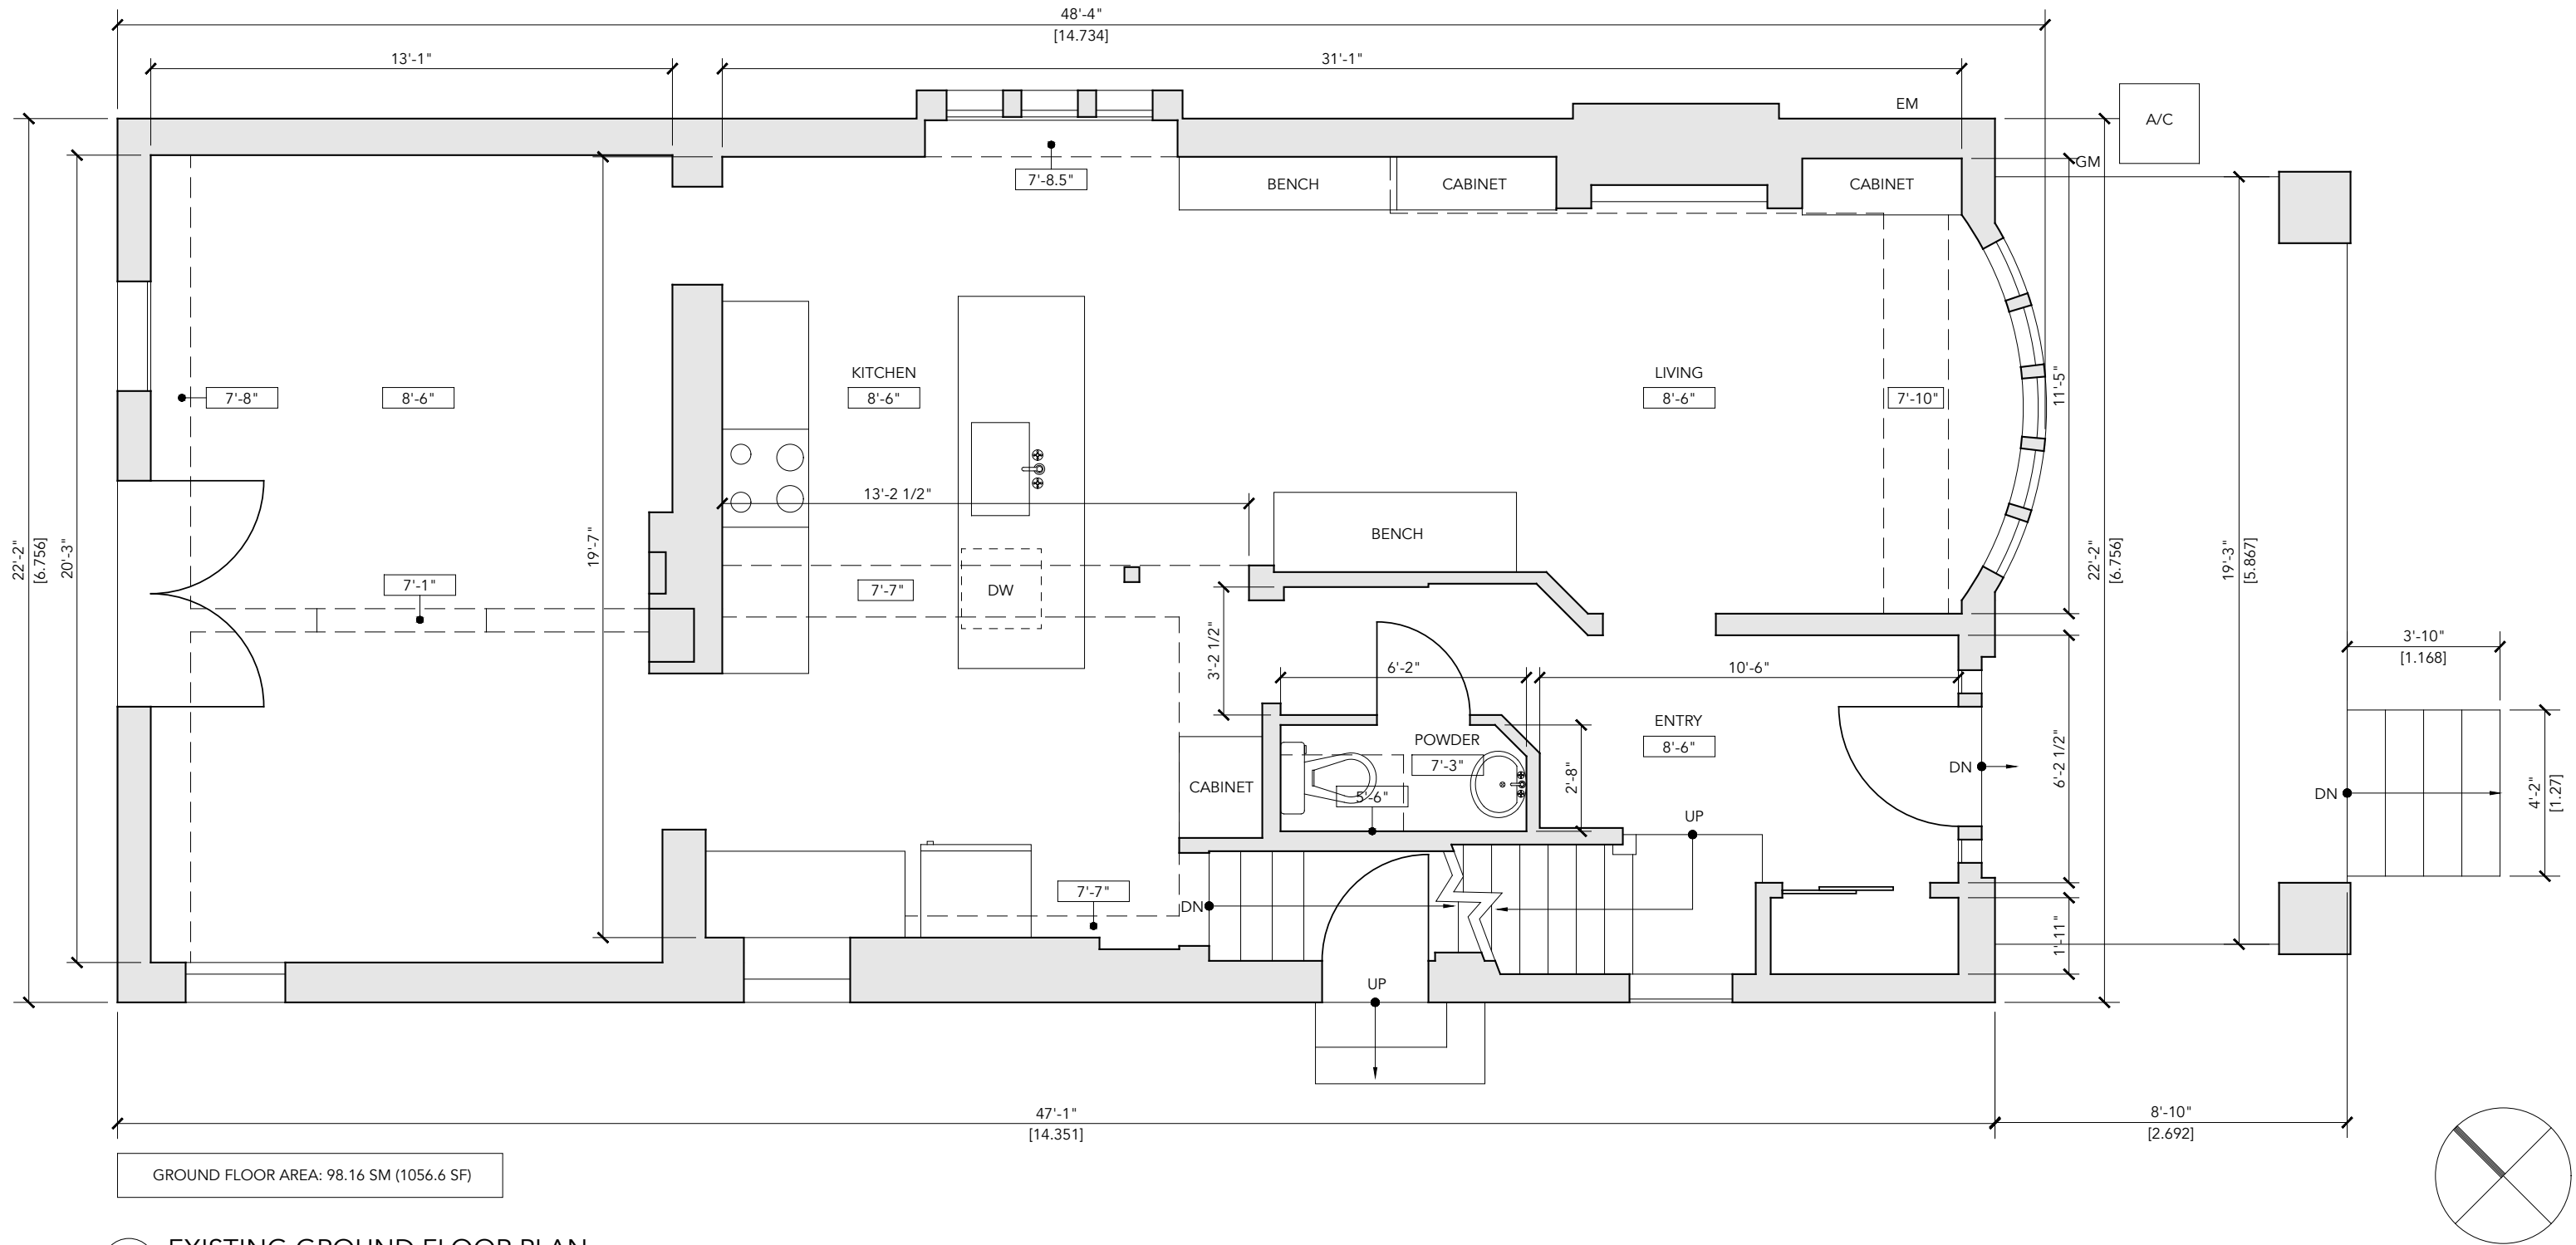 48'-4"
[14.734]
13'-1"
31'-1"
EM
A/C
GM
7'-8.5"
BENCH
CABINET
CABINET
KITCHEN
8'-6"
LIVING
8'-6"
7'-8"
8'-6"
7'-10"
11'-5"
13'-2 1/2"
BENCH
22'-2"
[6.756]
20'-3"
19'-7"
22'-2"
[6.756]
19'-3"
[5.867]
7'-1"
7'-7"
DW
3'-2 1/2"
6'-2"
10'-6"
3'-10"
[1.168]
ENTRY
8'-6"
POWDER
7'-3"
5'-6"
2'-8"
6'-2 1/2"
DN
DN
4'-2"
[1.27]
CABINET
UP
7'-7"
DN
1'-11"
UP
47'-1"
[14.351]
8'-10"
[2.692]
GROUND FLOOR AREA: 98.16 SM (1056.6 SF)
EXISTING GROUND FLOOR PLAN